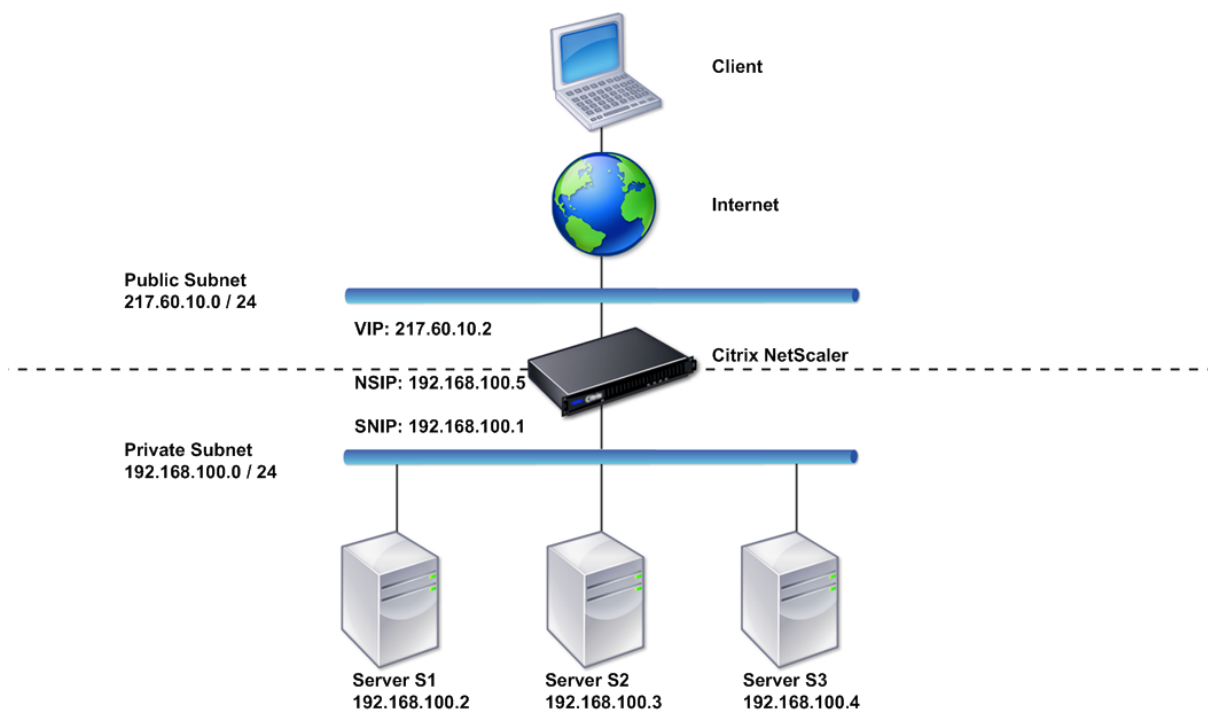 Client
Internet
Public Subnet
217.60.10.0 / 24
VIP: 217.60.10.2
Citrix NetScaler
NSIP: 192.168.100.5
SNIP: 192.168.100.1
Private Subnet
192.168.100.0 / 24
Server S1
192.168.100.2
Server S2
192.168.100.3
Server S3
192.168.100.4